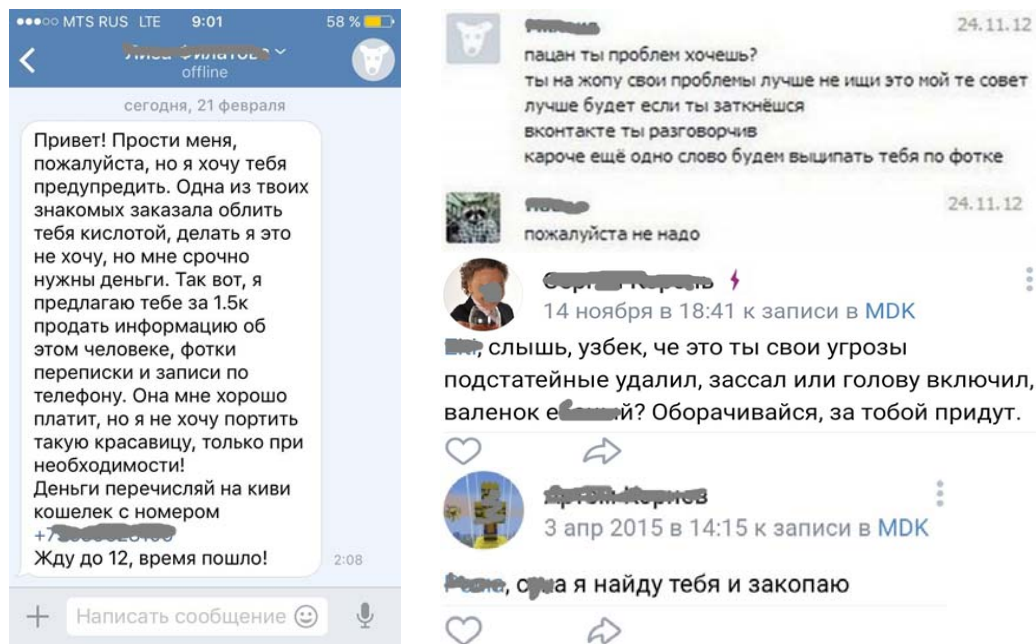 MTS RUS LTE 9:01 58 %
offline
сегодня, 21 февраля
Привет! Прости меня,
пожалуйста, но я хочу тебя
предупредить. Одна из твоих
знакомых заказала облить
тебя кислотой, делать я это
не хочу, но мне срочно
нужны деньги. Так вот, я
предлагаю тебе за 1.5к
продать информацию об
этом человеке, фотки
переписки и записи по
телефону. Она мне хорошо
платит, но я не хочу портить
такую красавицу, только при
необходимости!
Деньги перечисляй на киви
кошелек с номером
Жду до 12, время пошло!
2:08
Написать сообщение
24.11.12
пацан ты проблем хочешь?
ты на жопу свои проблемы лучше не ищи это мой те совет
лучше будет если ты заткнёшся
вконтакте ты разговорчив
кароче ещё одно слово будем выципать тебя по фотке
24.11.12
пожалуйста не надо
14 ноября в 18:41 к записи в MDK
, слышь, узбек, че это ты свои угрозы
подстатейные удалил, зассал или голову включил,
валенок й? Оборачивайся, за тобой придут.
3 апр 2015 в 14:15 к записи в MDK
, я найду тебя и закопаю